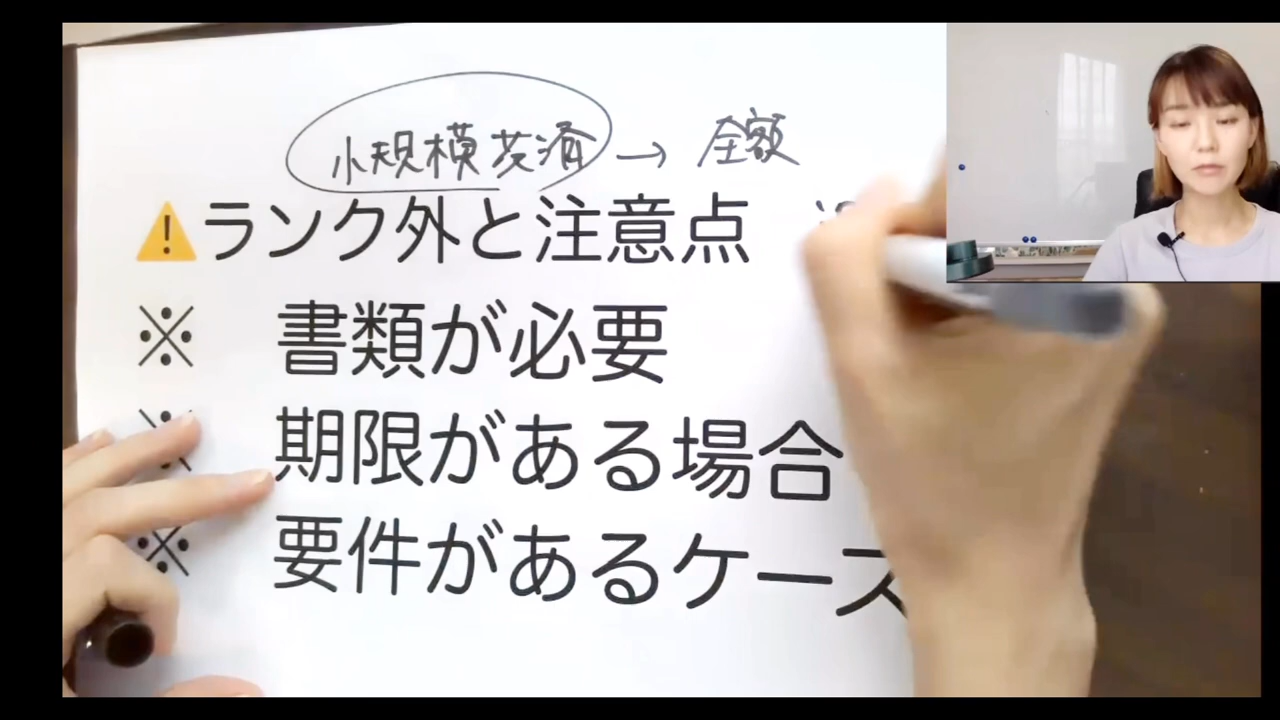 小規模共済 → 全額
⚠ランク外と注意点
※ 書類が必要
※ 期限がある場合
※ 要件があるケース